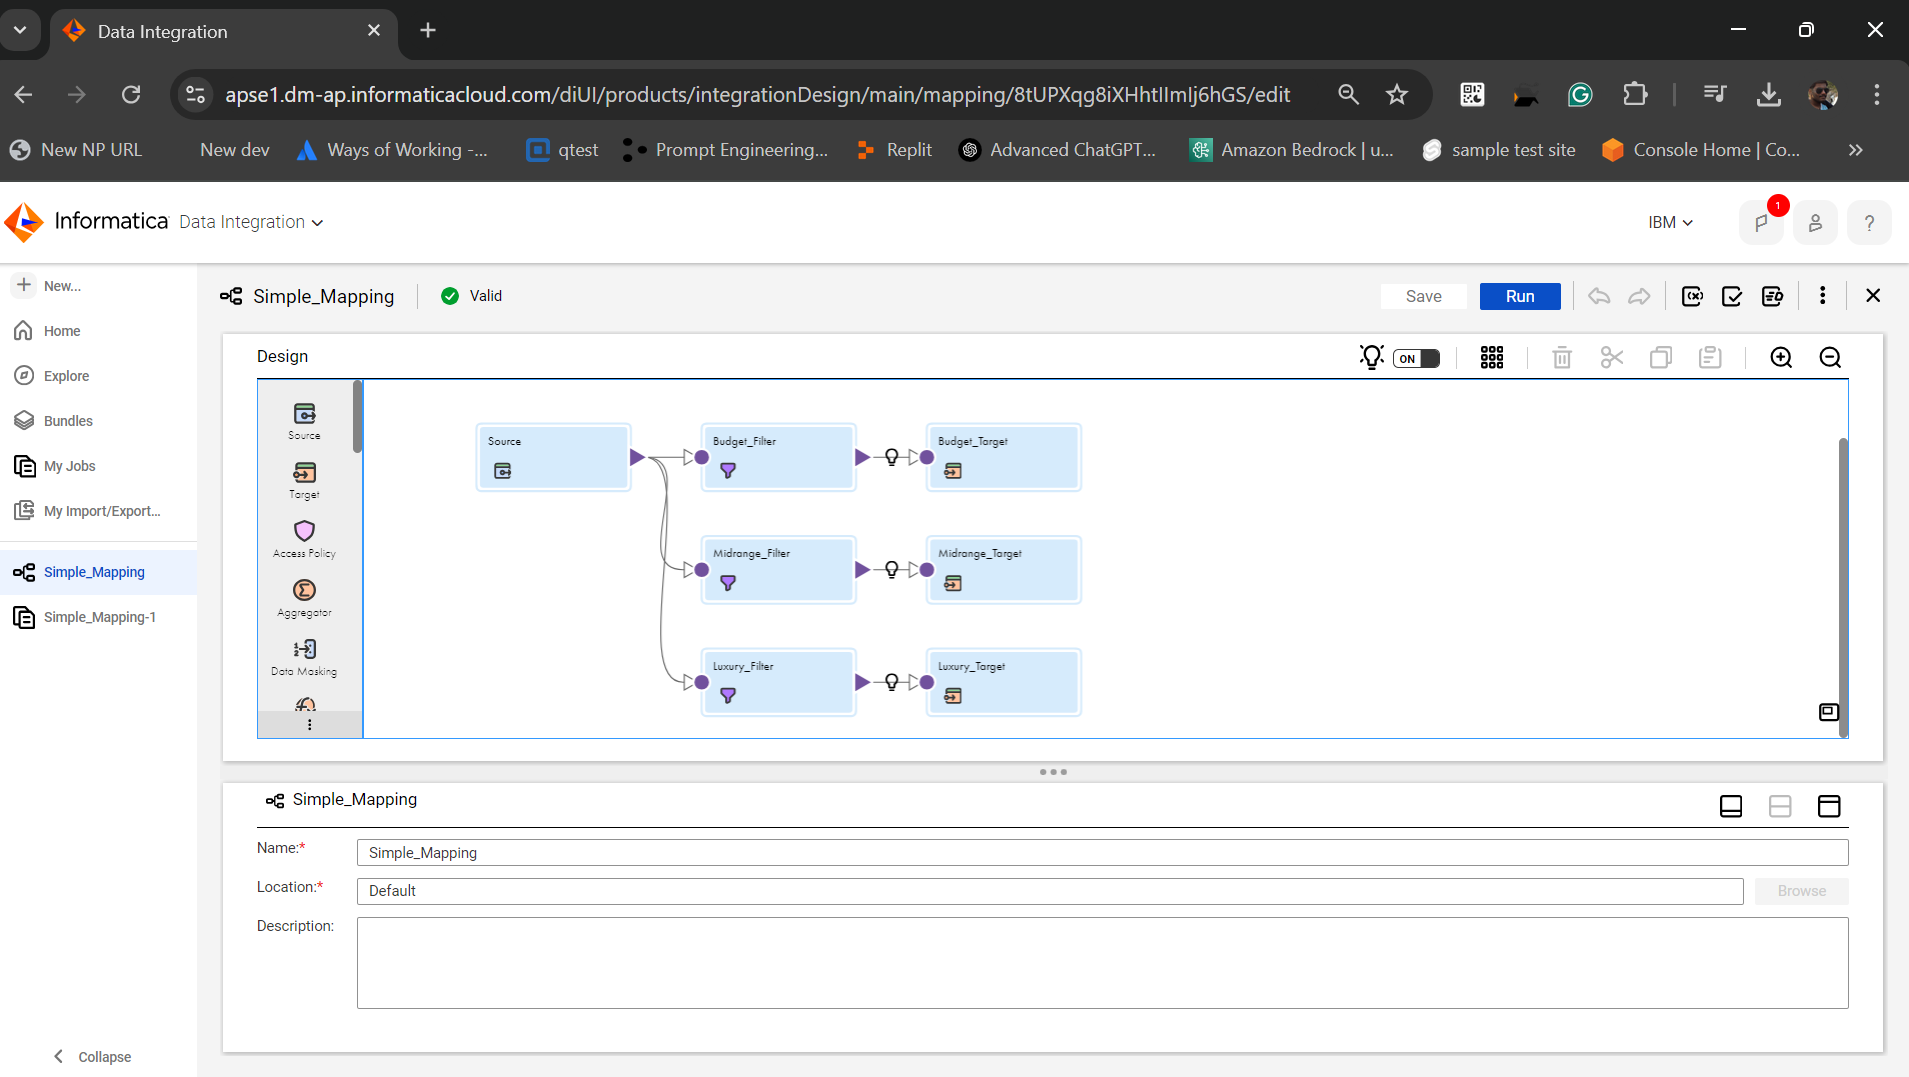 Data Integration
apse1.dm-ap.informaticacloud.com/diUI/products/integrationDesign/main/mapping/8tUPXqg8iXHhtIImIj6hGS/edit
New NP URL
New dev
Ways of Working -...
qtest
Prompt Engineering...
Replit
Advanced ChatGPT...
Amazon Bedrock | u...
sample test site
Console Home | Co...
Informatica
Data Integration
IBM
1
?
New...
Home
Explore
Bundles
My Jobs
My Import/Export...
Simple_Mapping
Simple_Mapping-1
Collapse
Simple_Mapping
Valid
Save
Run
Design
ON
Source
Target
Access Policy
Aggregator
Data Masking
Source
Budget_Filter
Budget_Target
Midrange_Filter
Midrange_Target
Luxury_Filter
Luxury_Target
Simple_Mapping
Name:*
Simple_Mapping
Location:*
Default
Browse
Description: